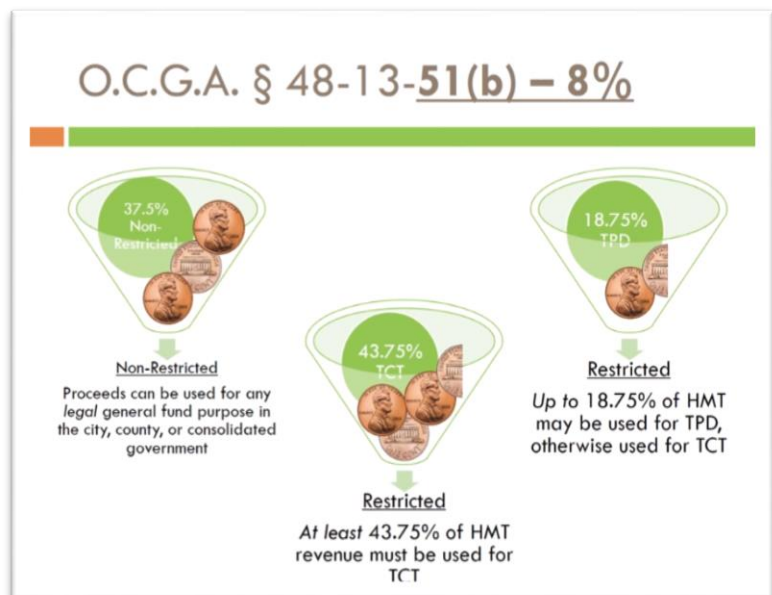 O.C.G.A. § 48-13-51(b) – 8%
37.5%
Non-
Restricied
Non-Restricted
Proceeds can be used for any
legal general fund purpose in
the city, county, or consolidated
government
43.75%
TCT
Restricted
At least 43.75% of HMT
revenue must be used for
TCT
18.75%
TPD
Restricted
Up to 18.75% of HMT
may be used for TPD,
otherwise used for TCT